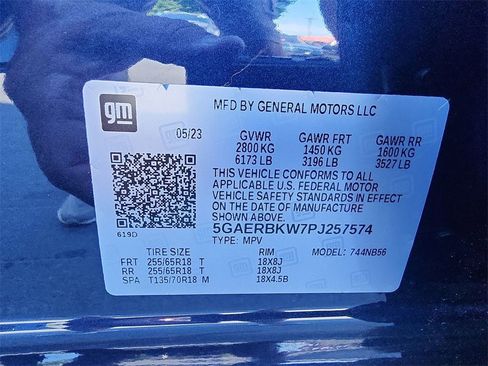 gm
MFD BY GENERAL MOTORS LLC
05/23 GVWR GAWR FRT GAWR RR
2800 KG 1450 KG 1600 KG
6173 LB 3196 LB 3527 LB
THIS VEHICLE CONFORMS TO ALL
APPLICABLE U.S. FEDERAL MOTOR
VEHICLE SAFETY STANDARDS IN EFFECT
ON THE DATE OF MANUFACTURE
SHOWN ABOVE.
5GAERBKW7PJ257574
619D TYPE: MPV
TIRE SIZE RIM MODEL: 744NB56
FRT 255/65R18 T 18X8J
RR 255/65R18 T 18X8J
SPA T135/70R18 M 18X4.5B